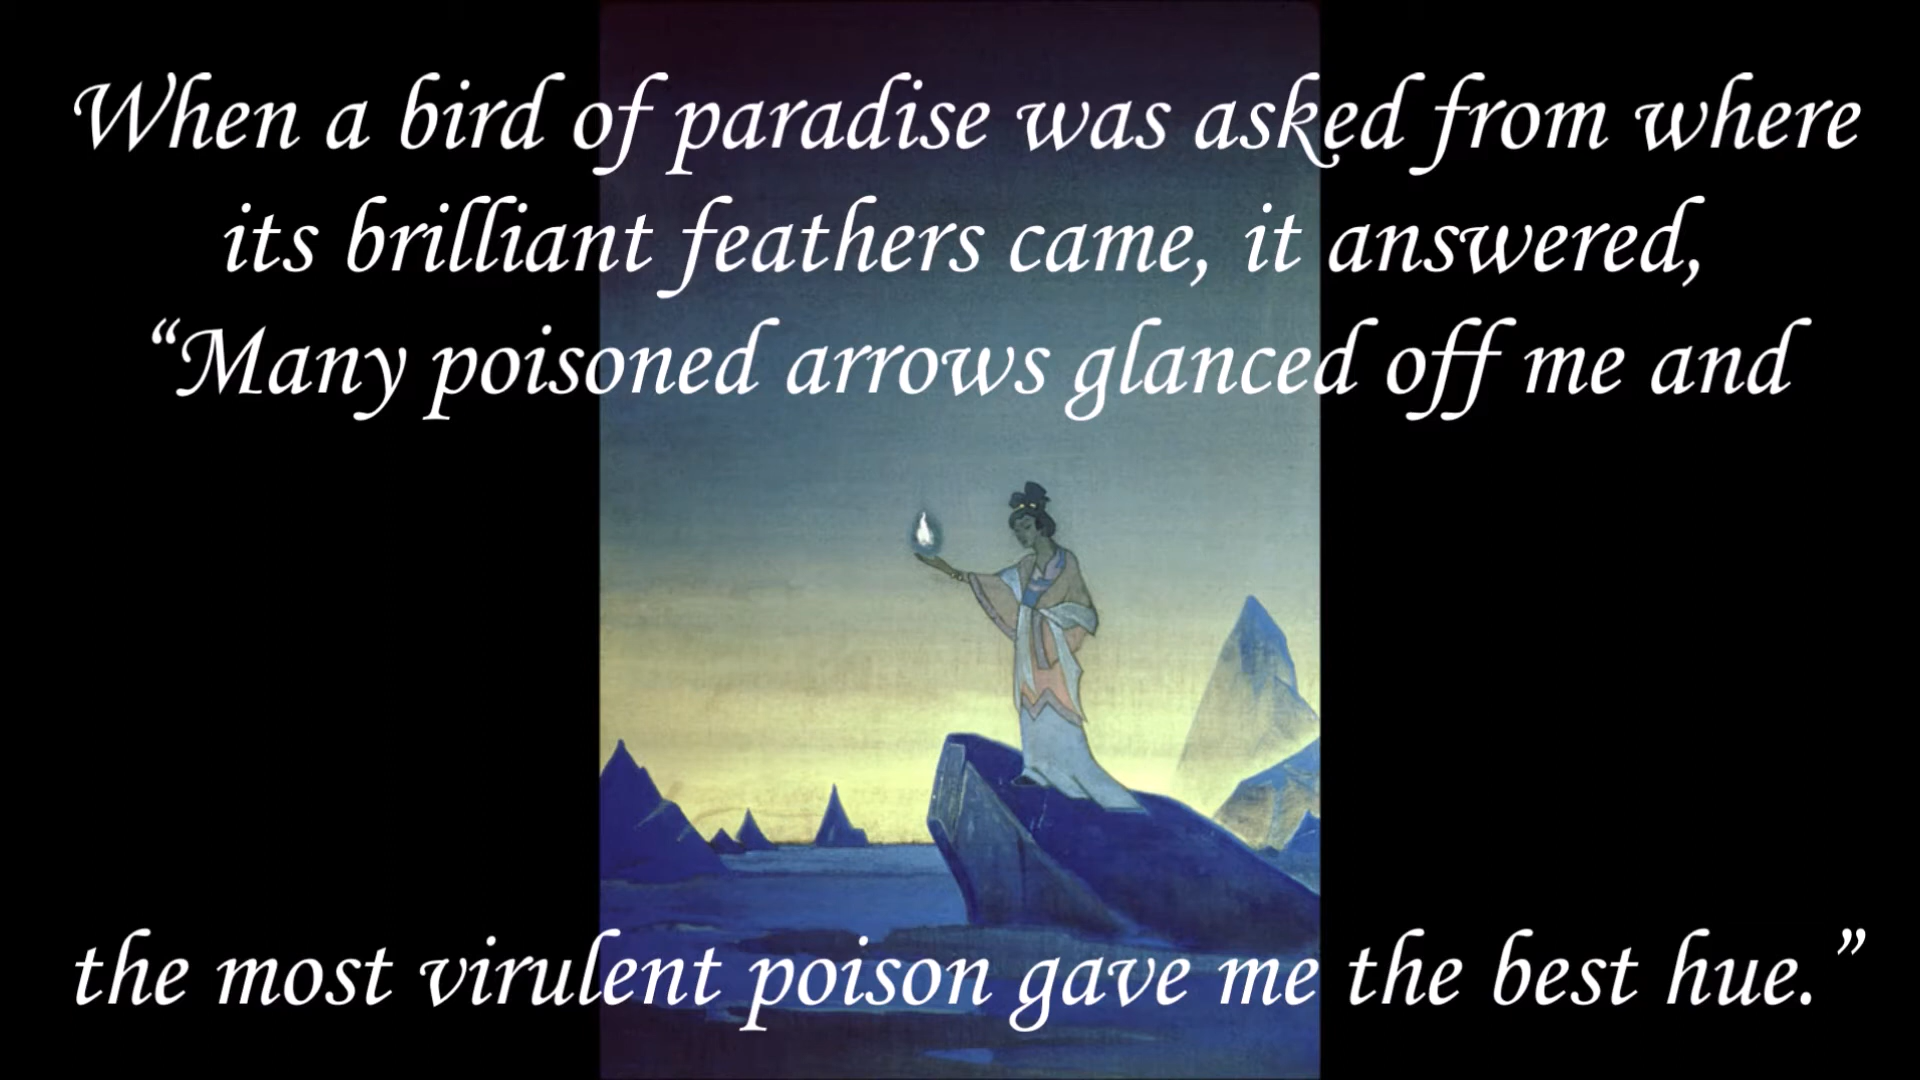 When a bird of paradise was asked from where
its brilliant feathers came, it answered,
“Many poisoned arrows glanced off me and
the most virulent poison gave me the best hue.”